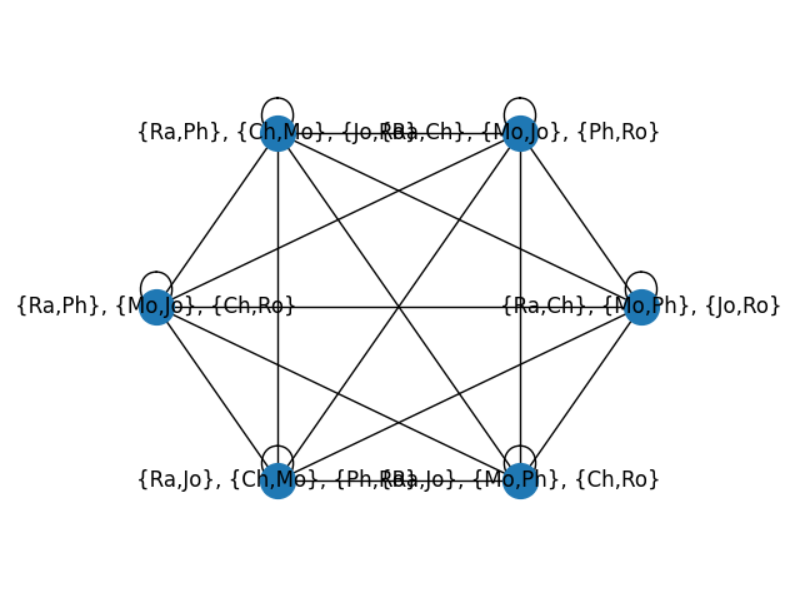 {Ra,Ph}, {Ch,Mo}, {Jo,Ro}
{Ra,Ch}, {Mo,Jo}, {Ph,Ro}
{Ra,Ph}, {Mo,Jo}, {Ch,Ro}
{Ra,Ch}, {Mo,Ph}, {Jo,Ro}
{Ra,Jo}, {Ch,Mo}, {Ph,Ro}
{Ra,Jo}, {Mo,Ph}, {Ch,Ro}